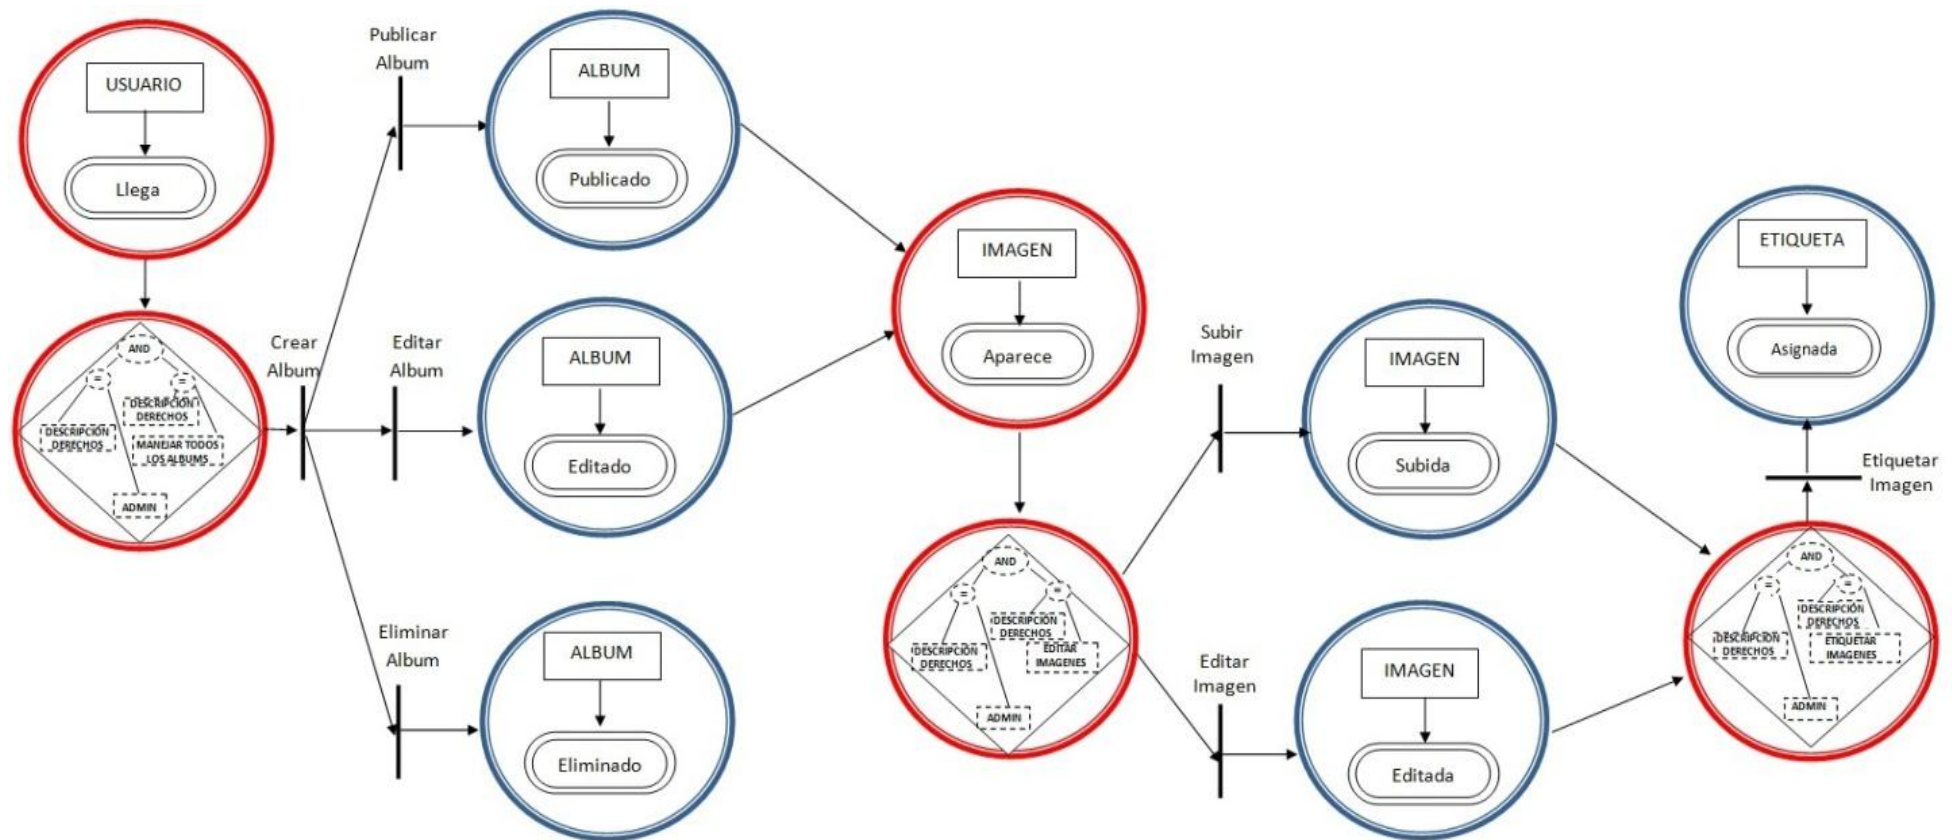 USUARIO
Llega
AND
=
=
DESCRIPCIÓN
DERECHOS
DESCRIPCIÓN
DERECHOS
MANEJAR TODOS
LOS ALBUMS
ADMIN
Crear
Album
Publicar
Album
ALBUM
Publicado
Editar
Album
ALBUM
Editado
Eliminar
Album
ALBUM
Eliminado
IMAGEN
Aparece
AND
=
=
DESCRIPCIÓN
DERECHOS
DESCRIPCIÓN
DERECHOS
EDITAR
IMAGENES
ADMIN
Subir
Imagen
IMAGEN
Subida
Editar
Imagen
IMAGEN
Editada
ETIQUETA
Asignada
Etiquetar
Imagen
AND
=
=
DESCRIPCIÓN
DERECHOS
DESCRIPCIÓN
DERECHOS
ETIQUETAR
IMAGENES
ADMIN